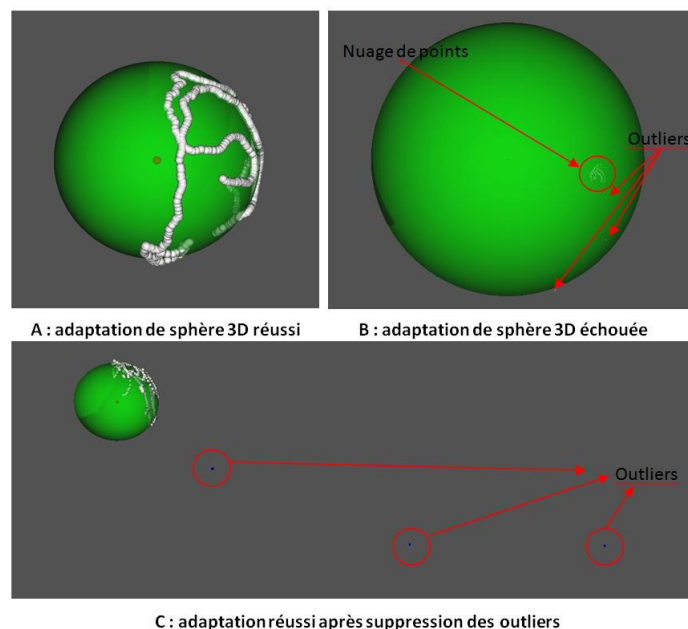 Nuage de points
Outliers
A : adaptation de sphère 3D réussi
B : adaptation de sphère 3D échouée
Outliers
C : adaptation réussi après suppression des outliers